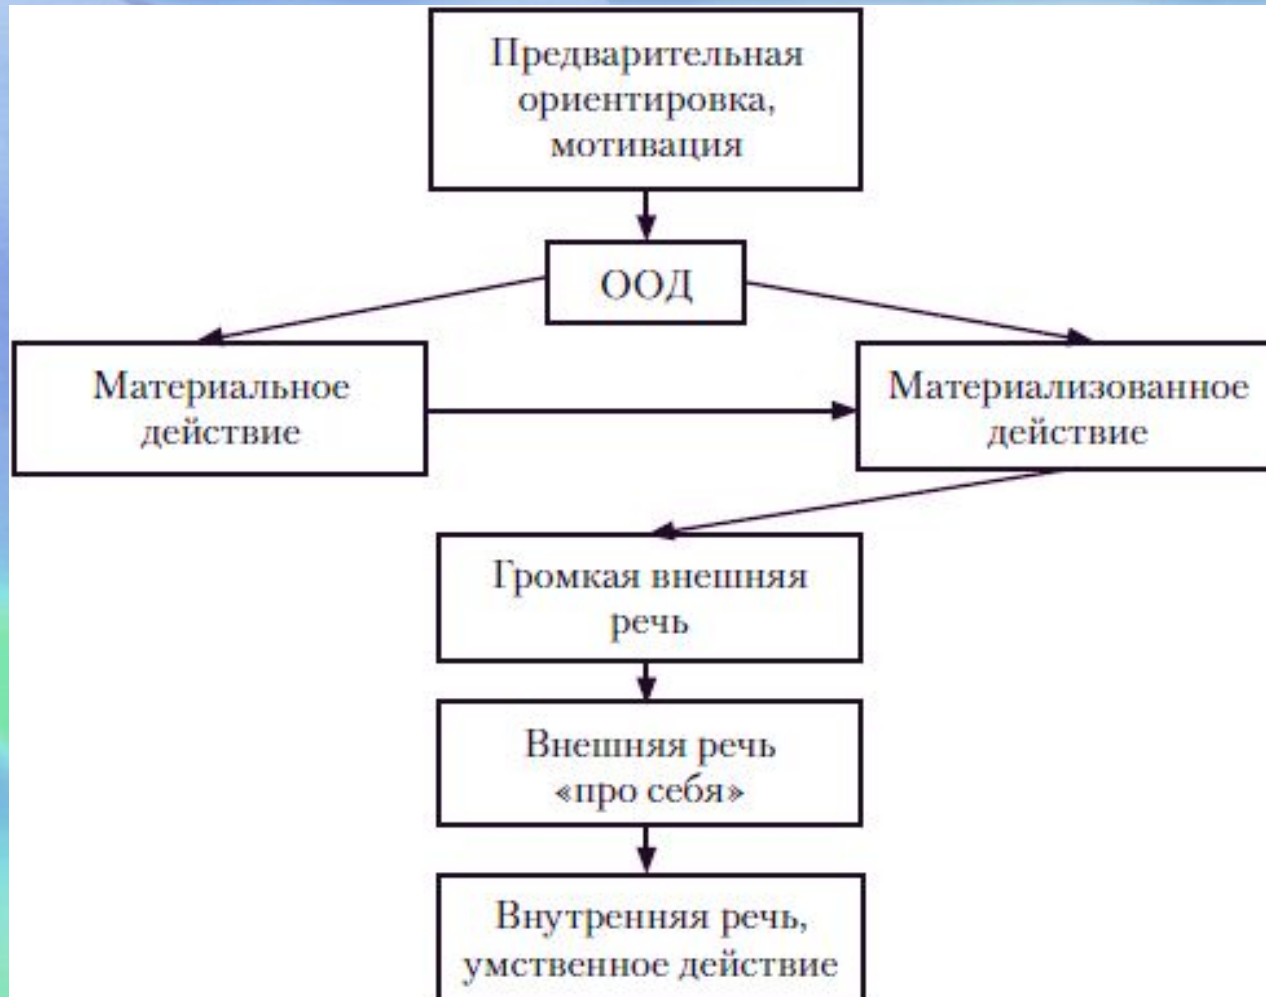 Предварительная
ориентировка,
мотивация
ООД
Материальное
действие
Материализованное
действие
Громкая внешняя
речь
Внешняя речь
«про себя»
Внутренняя речь,
умственное действие